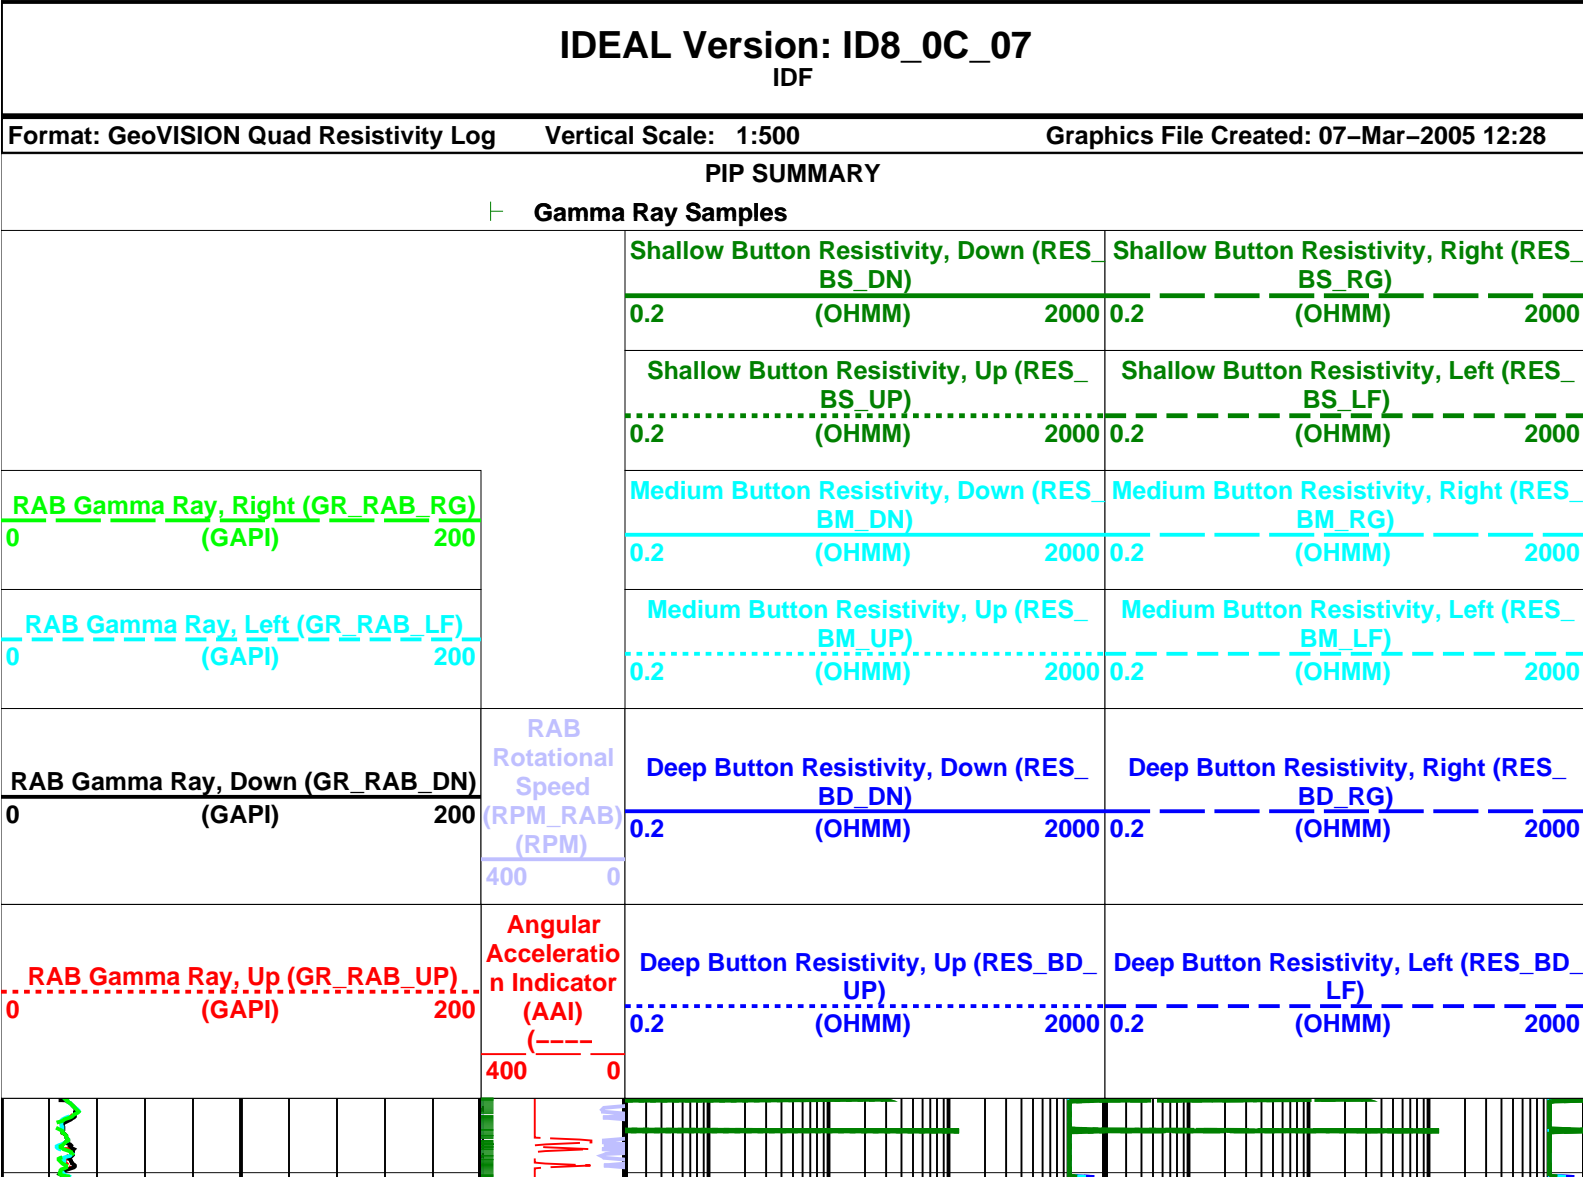 IDEAL Version: ID8_0C_07
IDF
Format: GeoVISION Quad Resistivity Log Vertical Scale: 1:500 Graphics File Created: 07−Mar−2005 12:28
PIP SUMMARY
Gamma Ray Samples
Shallow Button Resistivity, Down (RES_
BS_DN)
0.2 (OHMM) 2000
Shallow Button Resistivity, Right (RES_
BS_RG)
0.2 (OHMM) 2000
Shallow Button Resistivity, Up (RES_
BS_UP)
0.2 (OHMM) 2000
Shallow Button Resistivity, Left (RES_
BS_LF)
0.2 (OHMM) 2000
RAB Gamma Ray, Right (GR_RAB_RG)
0 (GAPI) 200
Medium Button Resistivity, Down (RES_
BM_DN)
0.2 (OHMM) 2000
Medium Button Resistivity, Right (RES_
BM_RG)
0.2 (OHMM) 2000
RAB Gamma Ray, Left (GR_RAB_LF)
0 (GAPI) 200
Medium Button Resistivity, Up (RES_
BM_UP)
0.2 (OHMM) 2000
Medium Button Resistivity, Left (RES_
BM_LF)
0.2 (OHMM) 2000
RAB Gamma Ray, Down (GR_RAB_DN)
0 (GAPI) 200
RAB
Rotational
Speed
(RPM_RAB)
(RPM)
400 0
Deep Button Resistivity, Down (RES_
BD_DN)
0.2 (OHMM) 2000
Deep Button Resistivity, Right (RES_
BD_RG)
0.2 (OHMM) 2000
RAB Gamma Ray, Up (GR_RAB_UP)
0 (GAPI) 200
Angular
Acceleratio
n Indicator
(AAI)
(−−−−
400 0
Deep Button Resistivity, Up (RES_BD_
UP)
0.2 (OHMM) 2000
Deep Button Resistivity, Left (RES_BD_
LF)
0.2 (OHMM) 2000